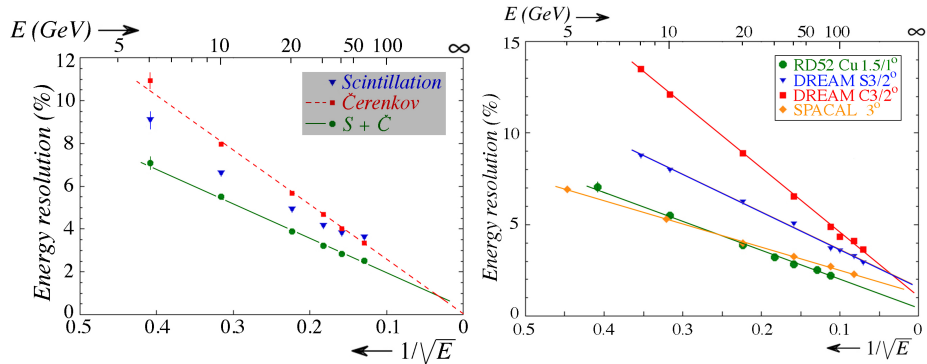 E (GeV)
5 10 20 50 100 ∞
Energy resolution (%)
12
10
8
6
4
2
0
Scintillation
Čerenkov
S + Č
0.5 0.4 0.3 0.2 0.1 0
1/√E
E (GeV)
5 10 20 50 100 ∞
Energy resolution (%)
15
10
5
0
RD52 Cu 1.5/1°
DREAM S3/2°
DREAM C3/2°
SPACAL 3°
0.5 0.4 0.3 0.2 0.1 0
1/√E